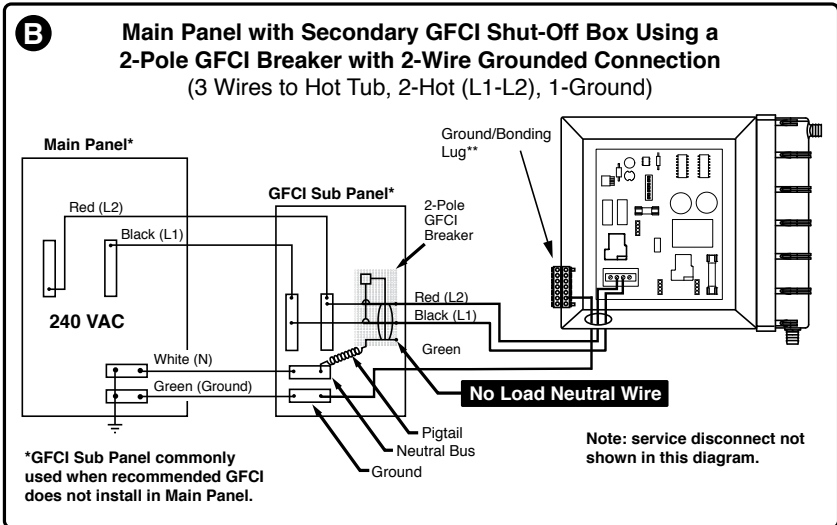 B
Main Panel with Secondary GFCI Shut-Off Box Using a
2-Pole GFCI Breaker with 2-Wire Grounded Connection
(3 Wires to Hot Tub, 2-Hot (L1-L2), 1-Ground)
Main Panel*
Red (L2)
Black (L1)
240 VAC
White (N)
Green (Ground)
GFCI Sub Panel*
2-Pole
GFCI
Breaker
Ground/Bonding
Lug**
Red (L2)
Black (L1)
Green
No Load Neutral Wire
Pigtail
Neutral Bus
Ground
*GFCI Sub Panel commonly
used when recommended GFCI
does not install in Main Panel.
Note: service disconnect not
shown in this diagram.